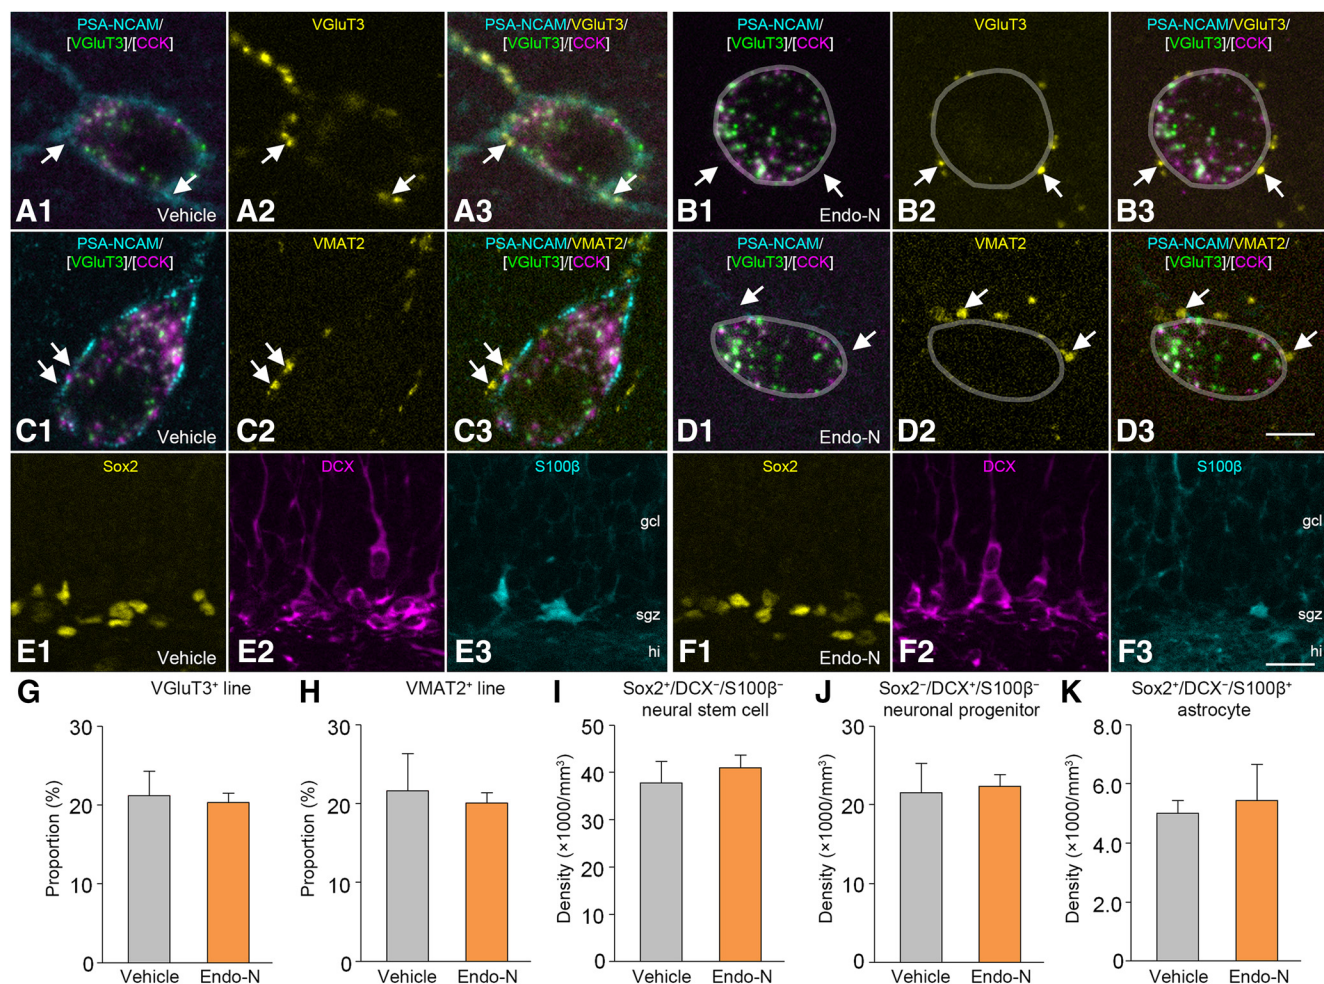 PSA-NCAM/
[VGluT3]/[CCK]
A1
Vehicle
VGluT3
A2
PSA-NCAM/VGluT3/
[VGluT3]/[CCK]
A3
PSA-NCAM/
[VGluT3]/[CCK]
B1
Endo-N
VGluT3
B2
PSA-NCAM/VGluT3/
[VGluT3]/[CCK]
B3
PSA-NCAM/
[VGluT3]/[CCK]
C1
Vehicle
VMAT2
C2
PSA-NCAM/VMAT2/
[VGluT3]/[CCK]
C3
PSA-NCAM/
[VGluT3]/[CCK]
D1
Endo-N
VMAT2
D2
PSA-NCAM/VMAT2/
[VGluT3]/[CCK]
D3
Sox2
E1
Vehicle
DCX
E2
S100β
gcl
sgz
hi
E3
Sox2
F1
Endo-N
DCX
F2
S100β
gcl
sgz
hi
F3
G
VGluT3⁺ line
Proportion (%)
30
20
10
0
Vehicle
Endo-N
H
VMAT2⁺ line
Proportion (%)
30
20
10
0
Vehicle
Endo-N
I
Sox2⁺/DCX⁻/S100β⁻
neural stem cell
Density (×1000/mm³)
50
40
30
20
10
0
Vehicle
Endo-N
J
Sox2⁻/DCX⁺/S100β⁻
neuronal progenitor
Density (×1000/mm³)
30
20
10
0
Vehicle
Endo-N
K
Sox2⁺/DCX⁻/S100β⁺
astrocyte
Density (×1000/mm³)
8.0
6.0
4.0
2.0
0
Vehicle
Endo-N